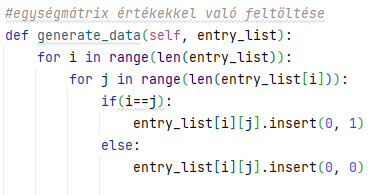 #egységmátrix értékekkel való feltöltése
def generate_data(self, entry_list):
    for i in range(len(entry_list)):
        for j in range(len(entry_list[i])):
            if(i==j):
                entry_list[i][j].insert(0, 1)
            else:
                entry_list[i][j].insert(0, 0)